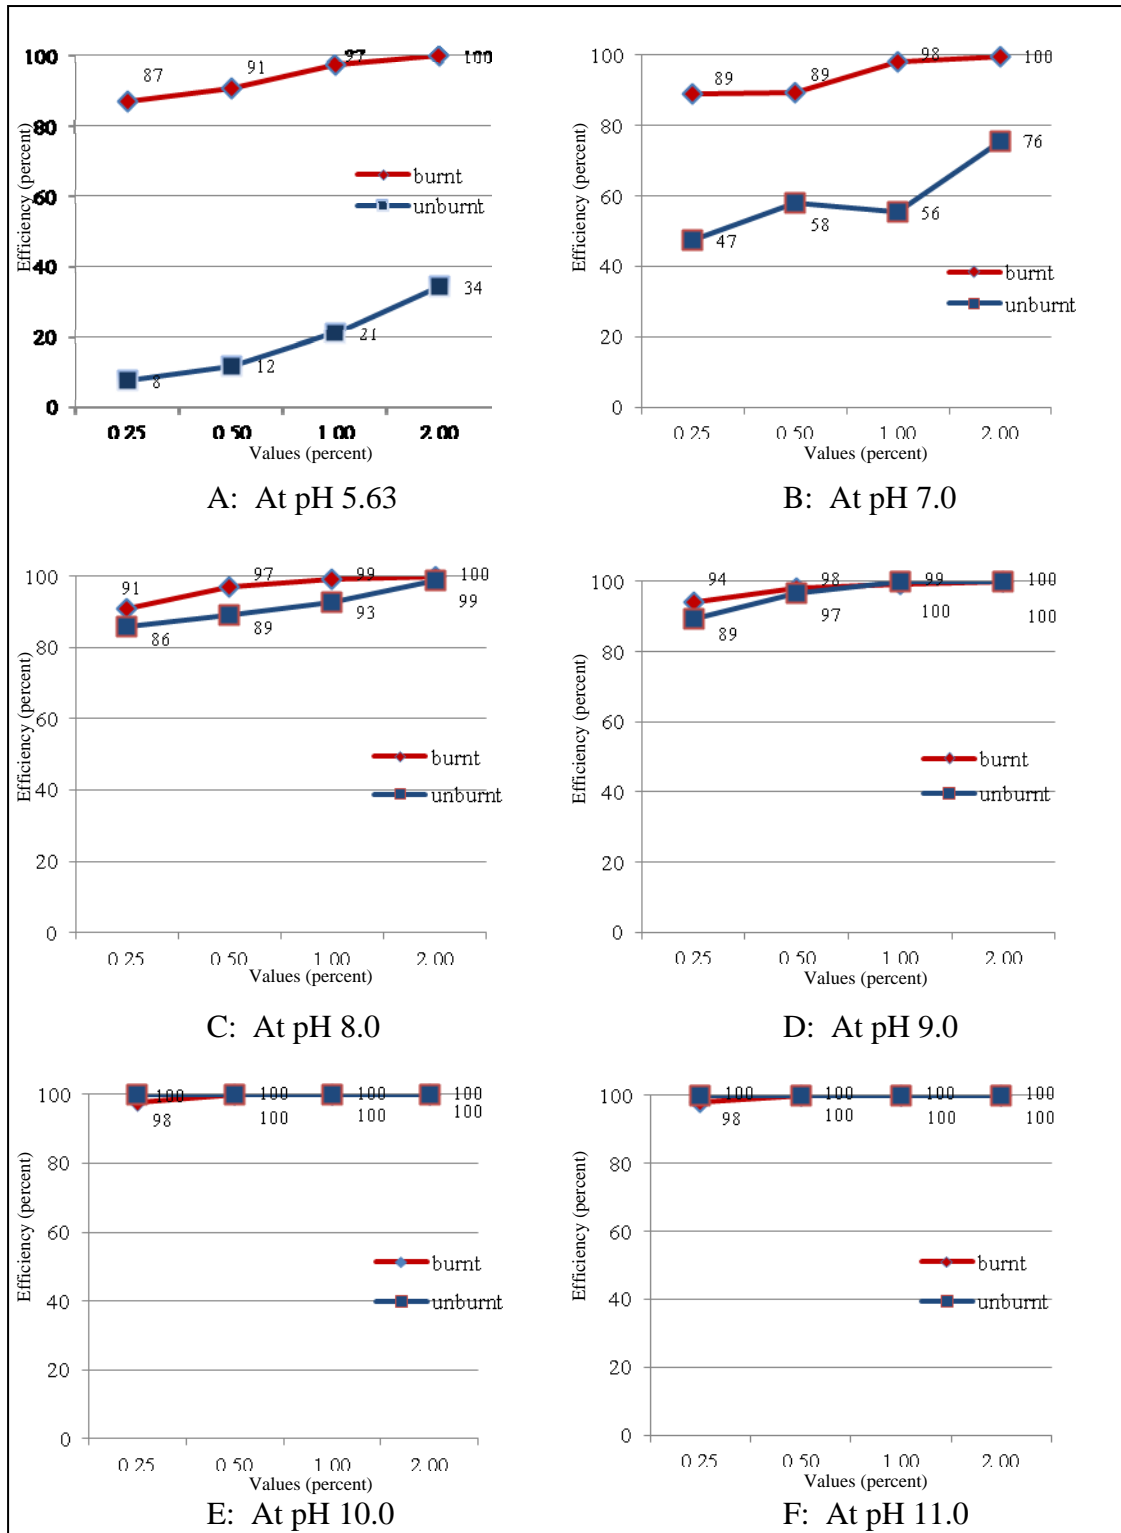 100
80
60
40
20
0
Efficiency (percent)
87
91
97
100
8
12
21
34
burnt
unburnt
0.25 0.50 1.00 2.00
Values (percent)
A: At pH 5.63
100
80
60
40
20
0
Efficiency (percent)
89
89
98
100
47
58
56
76
burnt
unburnt
0.25 0.50 1.00 2.00
Values (percent)
B: At pH 7.0
100
80
60
40
20
0
Efficiency (percent)
91
97
99
100
86
89
93
99
burnt
unburnt
0.25 0.50 1.00 2.00
Values (percent)
C: At pH 8.0
100
80
60
40
20
0
Efficiency (percent)
94
98
99
100
89
97
100
100
burnt
unburnt
0.25 0.50 1.00 2.00
Values (percent)
D: At pH 9.0
100
80
60
40
20
0
Efficiency (percent)
100 100 100 100
98 100 100 100
burnt
unburnt
0.25 0.50 1.00 2.00
Values (percent)
E: At pH 10.0
100
80
60
40
20
0
Efficiency (percent)
100 100 100 100
98 100 100 100
burnt
unburnt
0.25 0.50 1.00 2.00
Values (percent)
F: At pH 11.0